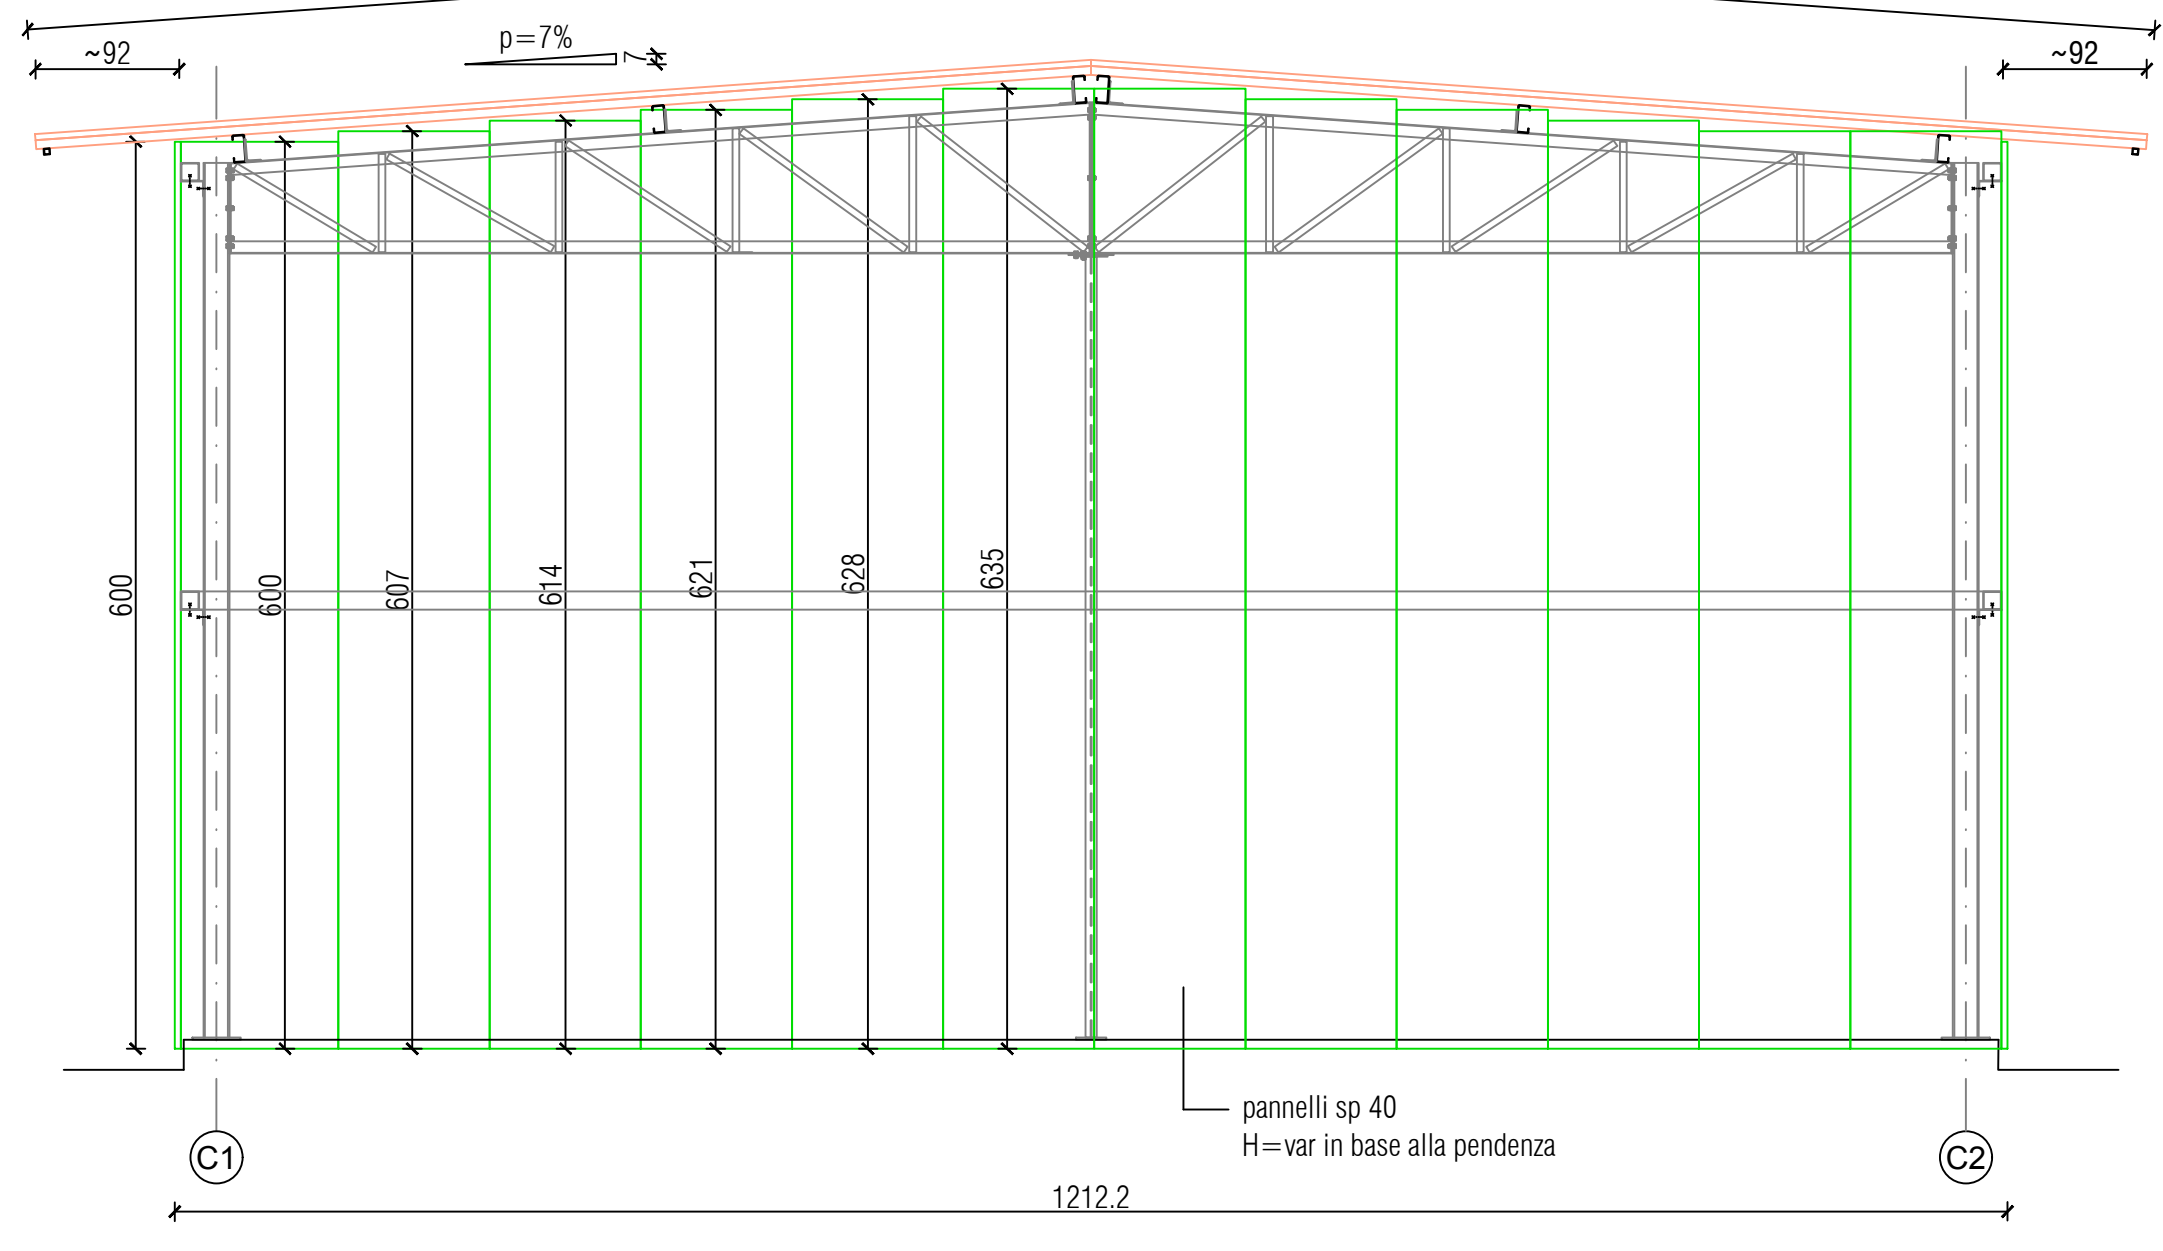 ~92
p=7%
7
~92
600
600
607
614
621
628
635
pannelli sp 40
H=var in base alla pendenza
C1
C2
1212.2